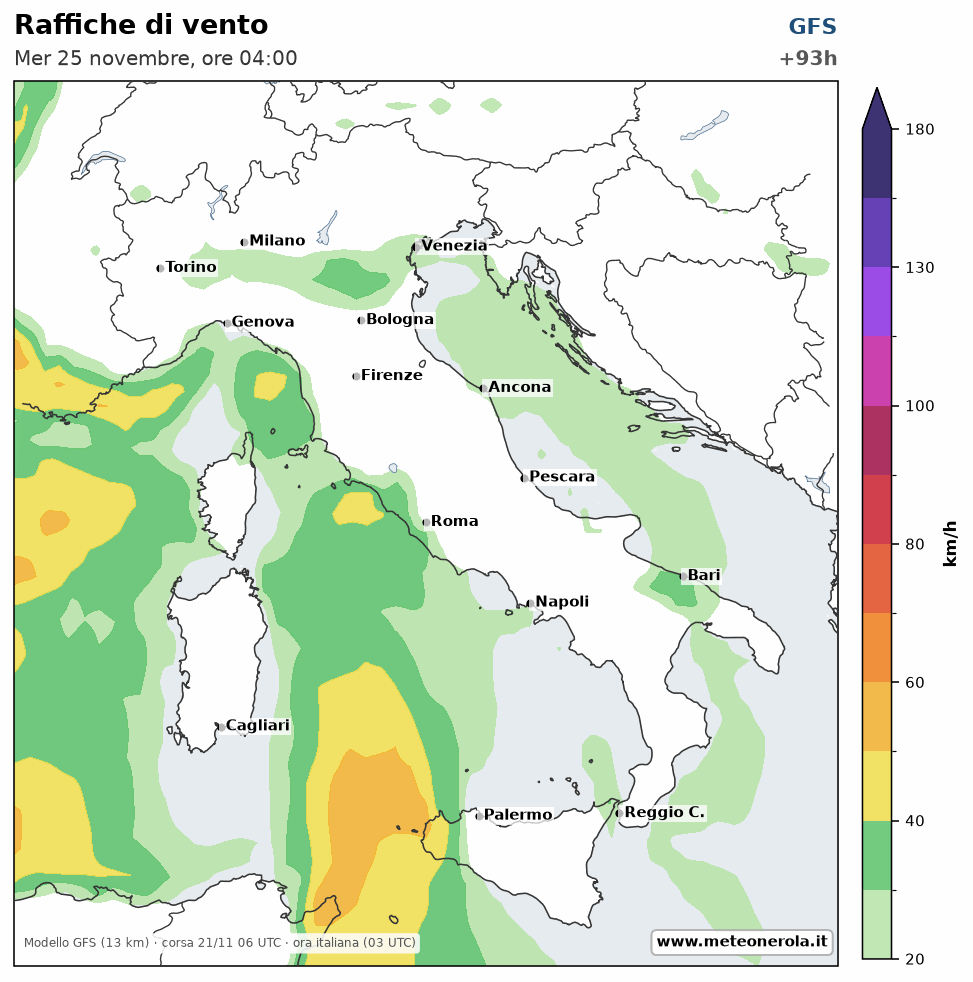 Raffiche di vento
GFS
Mer 25 novembre, ore 04:00
+93h
180
130
100
80
60
40
20
km/h
Milano
Venezia
Torino
Genova
Bologna
Firenze
Ancona
Pescara
Roma
Bari
Napoli
Cagliari
Palermo
Reggio C.
Modello GFS (13 km) · corsa 21/11 06 UTC · ora italiana (03 UTC)
www.meteonerola.it